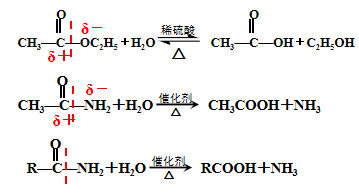 O O
δ− 稀硫酸
CH₃—C—OC₂H₅+H₂O ⇌ CH₃—C—OH+C₂H₅OH
δ+ △
O
δ−
CH₃—C—NH₂+H₂O 催化剂 △ → CH₃COOH+NH₃
δ+
O
R—C—NH₂+H₂O 催化剂 △ → RCOOH+NH₃